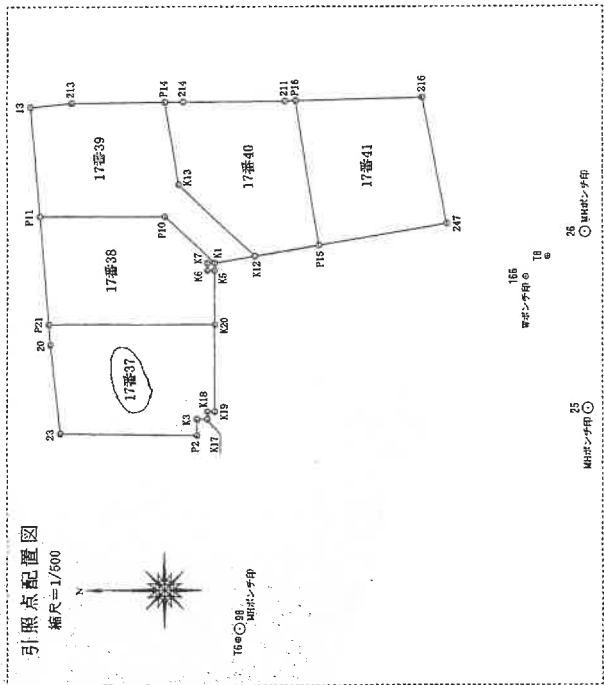 引照点配置図
縮尺=1/500
N
13
213
P14
214
211
P16
216
P11
17番39
K13
17番40
17番41
P10
P21
20
17番38
K7
K6
K1
K5
K12
P15
247
23
17番37
K20
K18
K3
K19
P2
K17
T6 98
MHポンチ印
166
Wポンチ印
T8
26
MHポンチ印
25
MHポンチ印